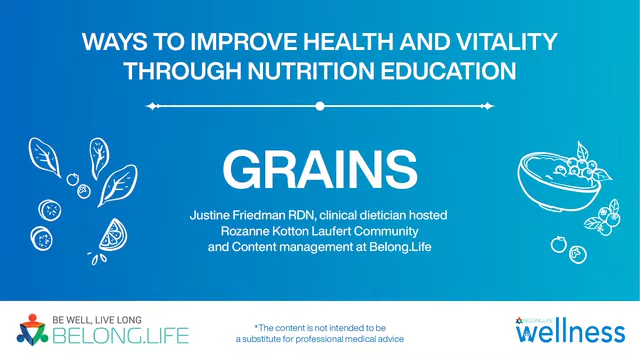 WAYS TO IMPROVE HEALTH AND VITALITY
THROUGH NUTRITION EDUCATION
GRAINS
Justine Friedman RDN, clinical dietician hosted
Rozanne Kotton Laufert Community
and Content management at Belong.Life
BE WELL, LIVE LONG
BELONG.LIFE
*The content is not intended to be
a substitute for professional medical advice
BELONG.LIFE
wellness